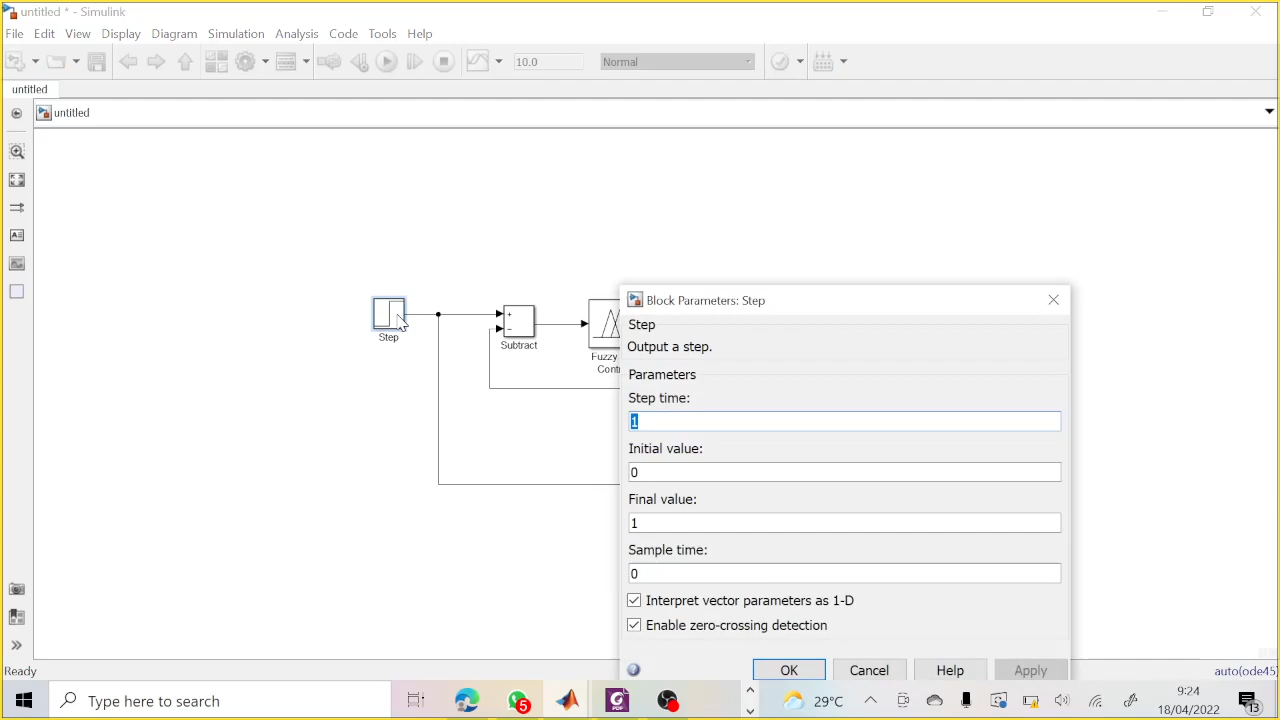 untitled * - Simulink
File Edit View Display Diagram Simulation Analysis Code Tools Help
10.0 Normal
untitled
untitled
Step
+
−
Subtract
Fuzzy
Cont
Block Parameters: Step
Step
Output a step.
Parameters
Step time:
1
Initial value:
0
Final value:
1
Sample time:
0
Interpret vector parameters as 1-D
Enable zero-crossing detection
OK Cancel Help Apply
Ready auto(ode45)
Type here to search
5
PDF
29°C
9:24
18/04/2022
13